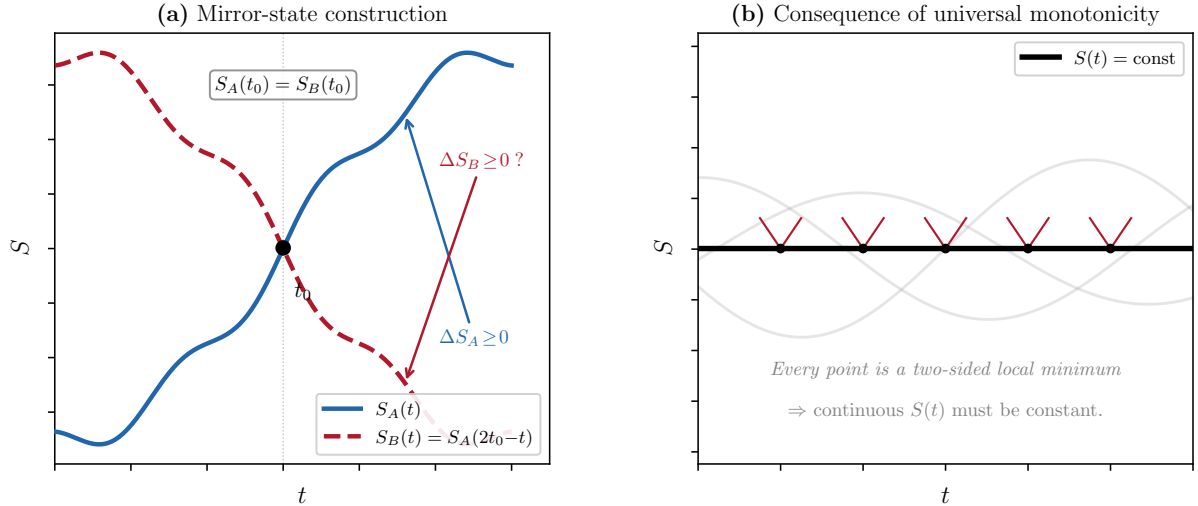 (a) Mirror-state construction
S_A(t_0) = S_B(t_0)
ΔS_B ≥ 0 ?
t_0
ΔS_A ≥ 0
S_A(t)
S_B(t) = S_A(2t_0−t)
S
t
(b) Consequence of universal monotonicity
S(t) = const
Every point is a two-sided local minimum
⇒ continuous S(t) must be constant.
S
t